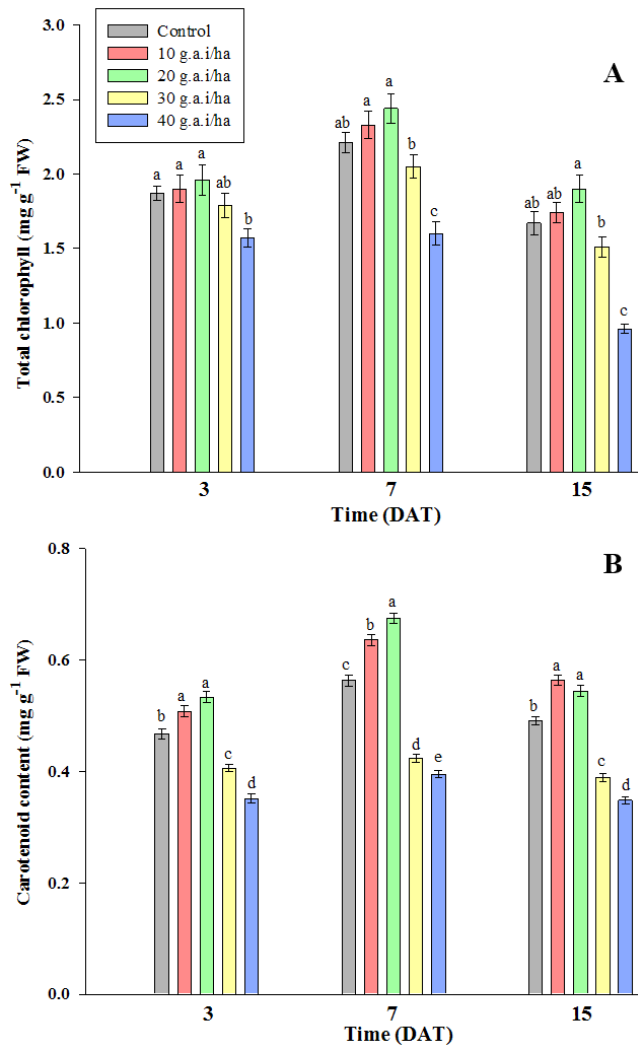 Control
10 g.a.i/ha
20 g.a.i/ha
30 g.a.i/ha
40 g.a.i/ha
A
Total chlorophyll (mg g⁻¹ FW)
3.0
2.5
2.0
1.5
1.0
0.5
0.0
a a a ab b
ab a a b c
ab ab a b c
3 7 15
Time (DAT)
B
Carotenoid content (mg g⁻¹ FW)
0.8
0.6
0.4
0.2
0.0
b a a c d
c b a d e
b a a c d
3 7 15
Time (DAT)